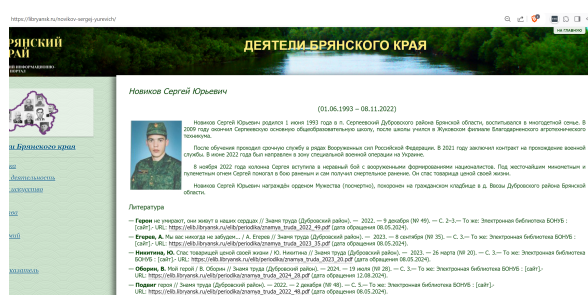 https://libryansk.ru/novikov-sergej-yurevich/
НА ГЛАВНУЮ
ДЕЯТЕЛИ БРЯНСКОГО КРАЯ
Новиков Сергей Юрьевич
(01.06.1993 – 08.11.2022)
Новиков Сергей Юрьевич родился 1 июня 1993 года в п. Сергеевский Дубровского района Брянской области, воспитывался в многодетной семье. В
2009 году окончил Сергеевскую основную общеобразовательную школу, после школы учился в Жуковском филиале Благодаренского агротехнического
техникума.
После обучения проходил срочную службу в рядах Вооруженных сил Российской Федерации. В 2021 году заключил контракт на прохождение военной
службы. В июне 2022 года был направлен в зону специальной военной операции на Украине.
8 ноября 2022 года колонна Сергея вступила в неравный бой с вооруженными формированиями националистов. Под жесточайшим минометным и
пулеметным огнем Сергей помогал в бою раненым и сам получил смертельное ранение. Он спас товарища ценой своей жизни.
Новиков Сергей Юрьевич награждён орденом Мужества (посмертно), похоронен на гражданском кладбище в д. Вязовы Дубровского района Брянской
области.
Литература
— Герои не умирают, они живут в наших сердцах // Знамя труда (Дубровский район). — 2022. — 9 декабря (№ 49). — С. 2–3.— То же: Электронная библиотека БОНУБ :
[сайт].- URL: https://elib.libryansk.ru/elib/periodika/znamya_truda_2022_49.pdf (дата обращения 08.05.2024).
— Егерев, А. Мы вас никогда не забудем... / А. Егерев // Знамя труда (Дубровский район). — 2023. — 8 сентября (№ 35). — С. 3.— То же: Электронная библиотека БОНУБ :
[сайт].- URL: https://elib.libryansk.ru/elib/periodika/znamya_truda_2023_35.pdf (дата обращения 08.05.2024).
— Никитина, Ю. Спас товарищей ценой своей жизни / Ю. Никитина // Знамя труда (Дубровский район). — 2023. — 26 марта (№ 20). — С. 3.— То же: Электронная библиотека
БОНУБ : [сайт].- URL: https://elib.libryansk.ru/elib/periodika/znamya_truda_2023_20.pdf (дата обращения 08.05.2024).
— Оборин, В. Мой герой / В. Оборин // Знамя труда (Дубровский район). — 2024. — 19 июля (№ 28). — С. 3.— То же: Электронная библиотека БОНУБ : [сайт].-
URL: https://elib.libryansk.ru/elib/periodika/znamya_truda_2024_28.pdf (дата обращения 12.08.2024).
— Подвиг героя // Знамя труда (Дубровский район). — 2022. — 2 декабря (№ 48). — С. 5.— То же: Электронная библиотека БОНУБ : [сайт].-
URL: https://elib.libryansk.ru/elib/periodika/znamya_truda_2022_48.pdf (дата обращения 08.05.2024).